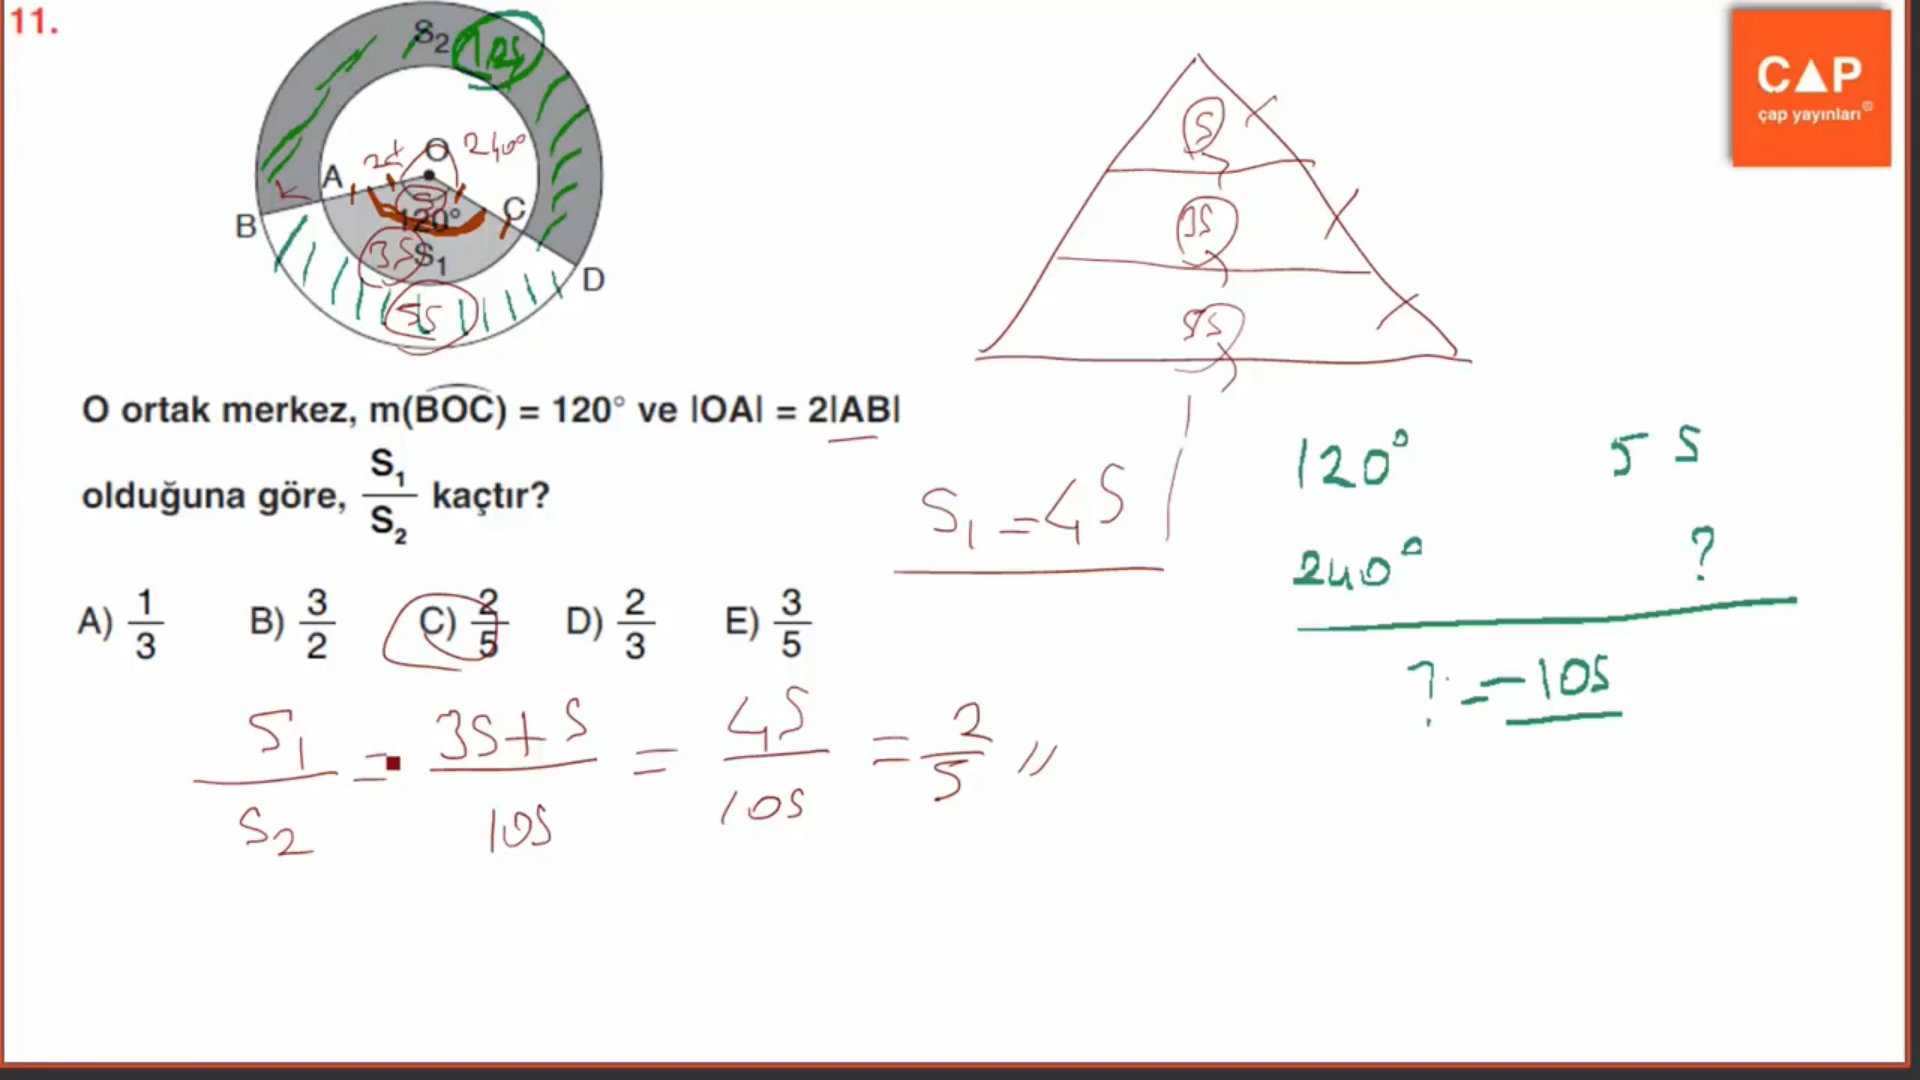 11.
S2
10S
CAP
çap yayınları®
O
240°
A
S
120°
C
B
3S
S1
D
5S
S
3S
5S
O ortak merkez, m(BOC) = 120° ve |OA| = 2|AB|
olduğuna göre, S1/S2 kaçtır?
A) 1/3 B) 3/2 C) 2/5 D) 2/3 E) 3/5
S1 = 4S
120° 5S
240° ?
? = 10S
S1/S2 = 3S+S/10S = 4S/10S = 2/5 //